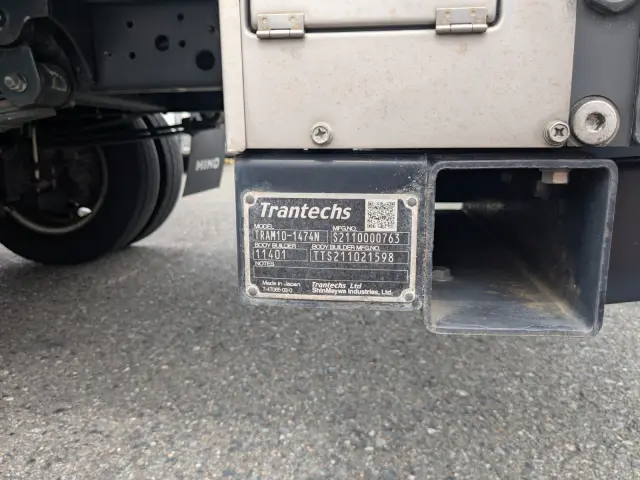 HINO
Trantechs
MODEL MFG.NO.
TRAM10-1474N S2110000763
BODY BUILDER BODY BUILDER MFG.NO.
11401 TTS211021598
NOTES
Made in Japan Trantechs Ltd
ShinMaywa Industries, Ltd.